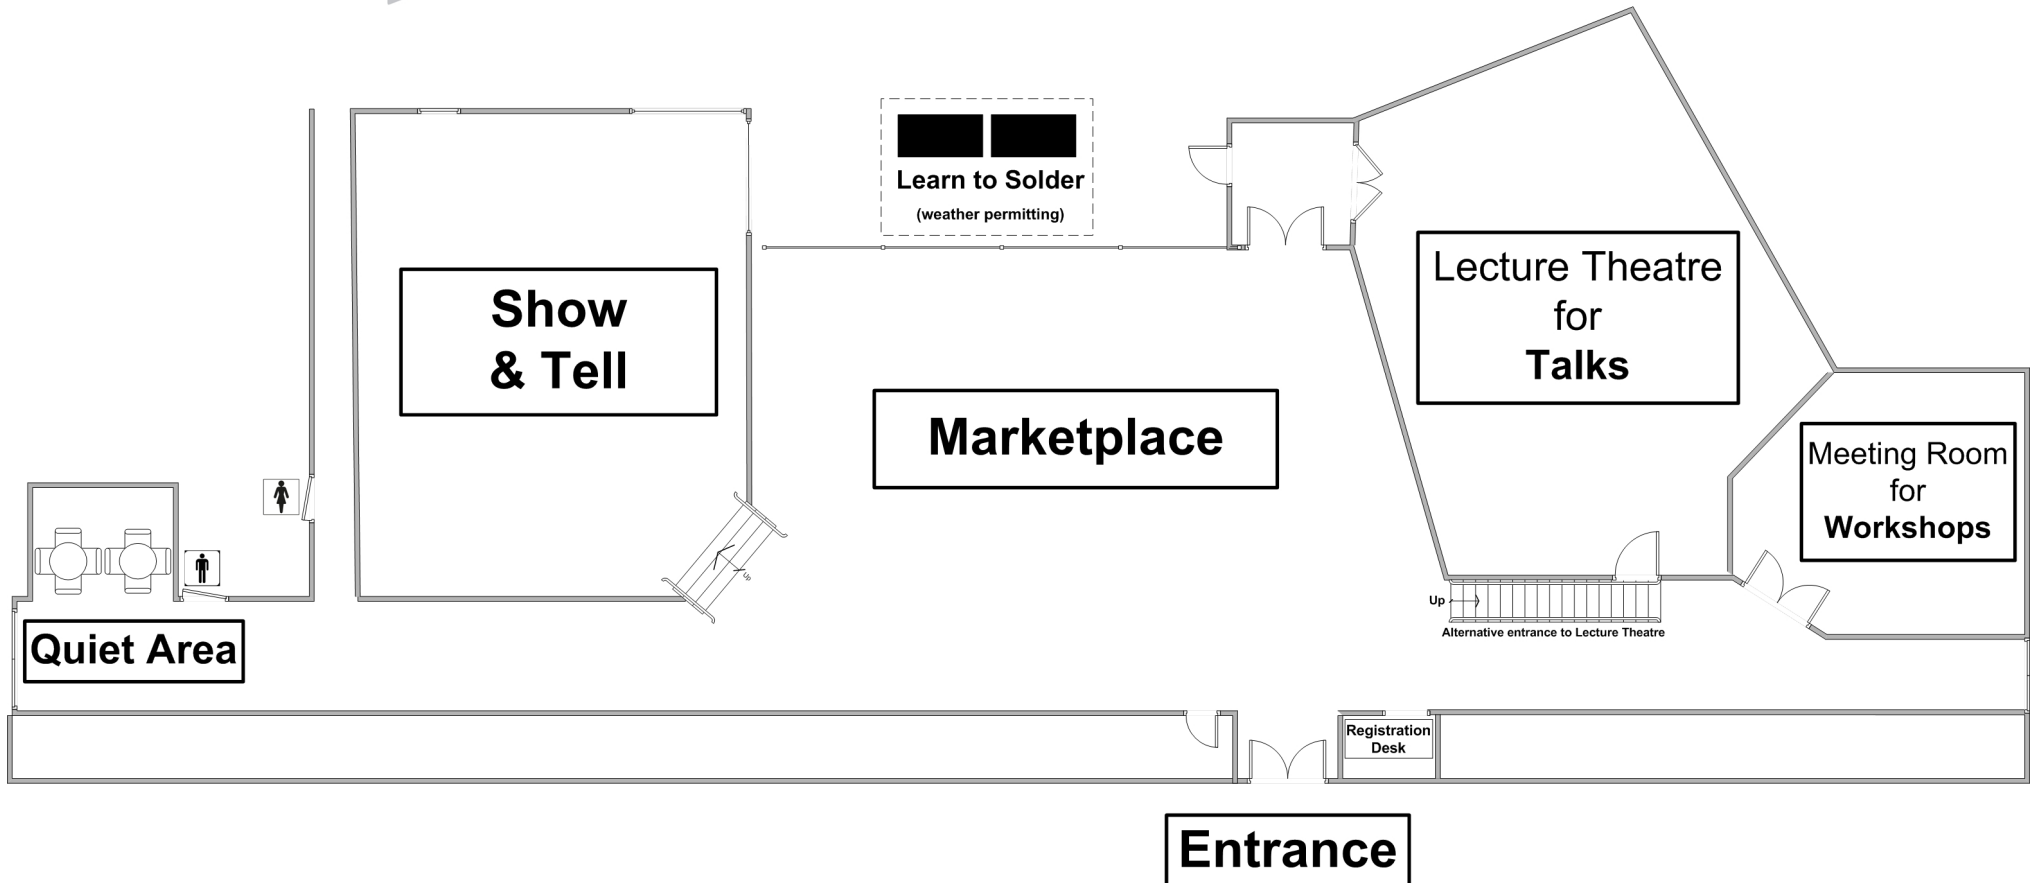 Learn to Solder
(weather permitting)
Show
& Tell
Lecture Theatre
for
Talks
Marketplace
Meeting Room
for
Workshops
Up
Up
Alternative entrance to Lecture Theatre
Quiet Area
Registration
Desk
Entrance